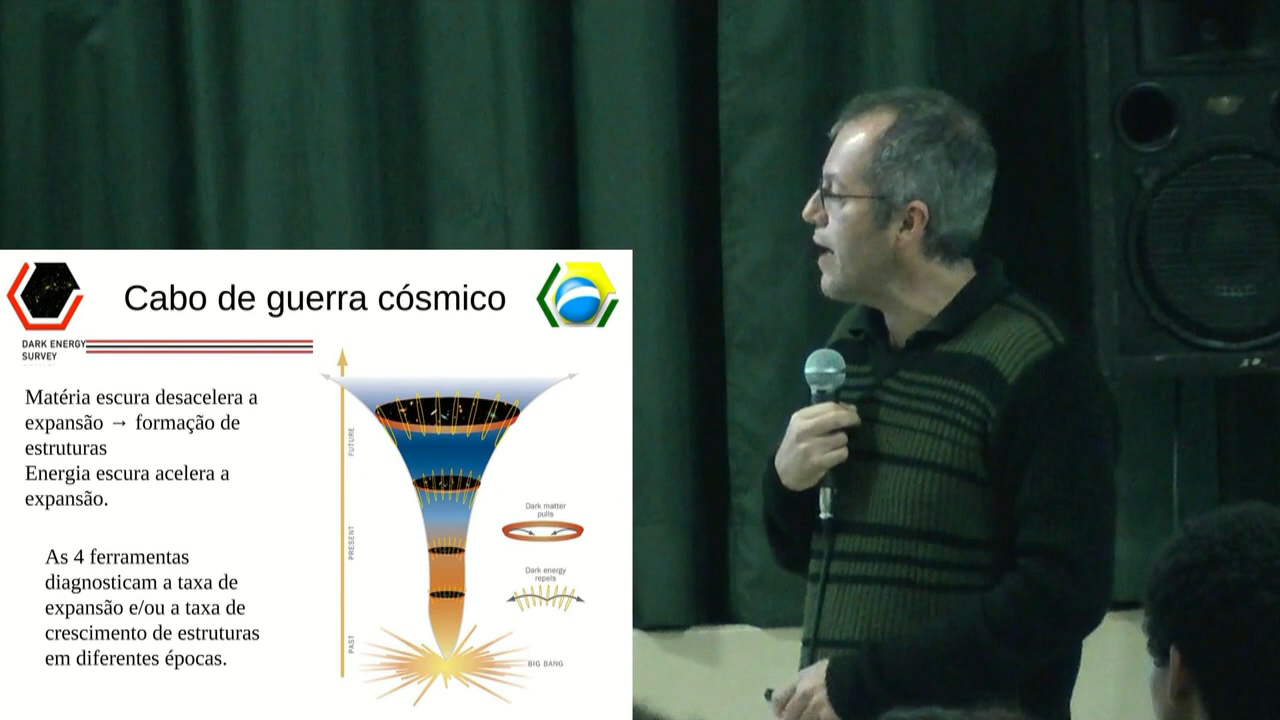 Cabo de guerra cósmico
DARK ENERGY
SURVEY
Matéria escura desacelera a
expansão → formação de
estruturas
Energia escura acelera a
expansão.
As 4 ferramentas
diagnosticam a taxa de
expansão e/ou a taxa de
crescimento de estruturas
em diferentes épocas.
FUTURE
PRESENT
PAST
Dark matter
pulls
Dark energy
repels
BIG BANG